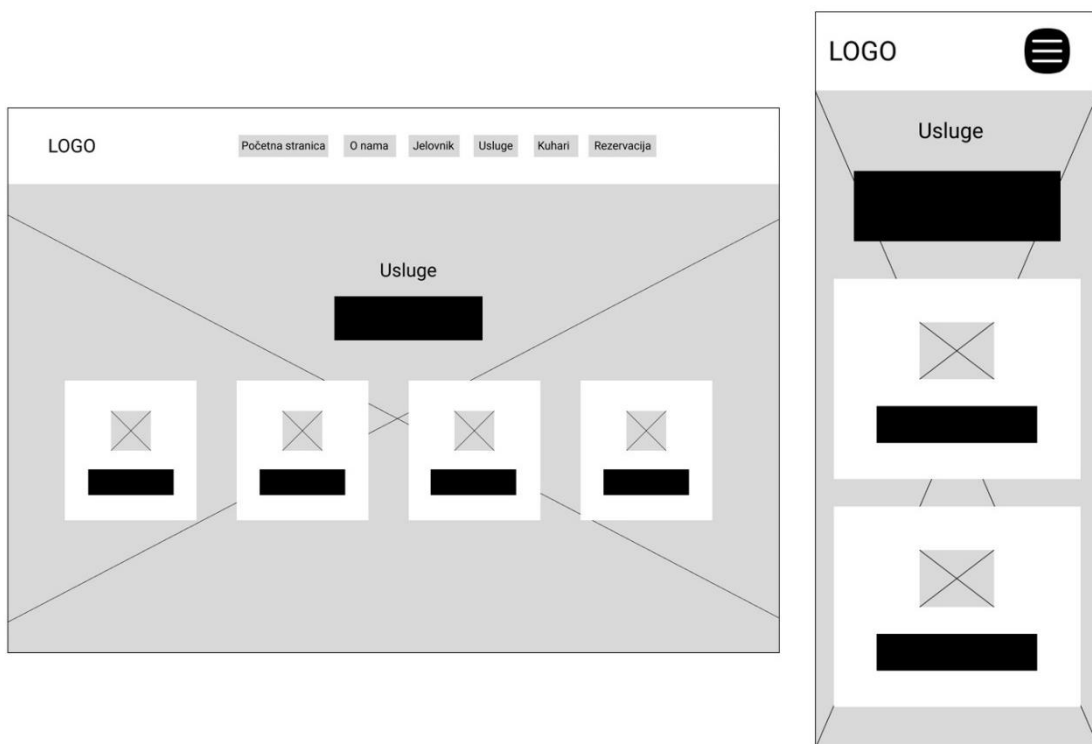 LOGO
Početna stranica O nama Jelovnik Usluge Kuhari Rezervacija
Usluge
LOGO
Usluge